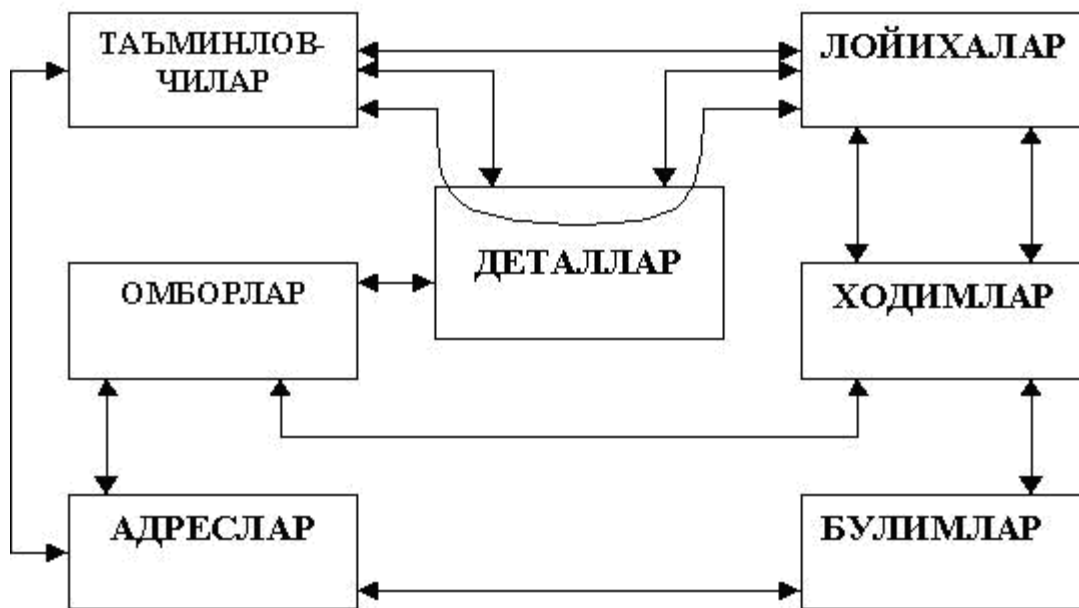 ТАЪМИНЛОВ-
ЧИЛАР
ЛОЙИХАЛАР
ДЕТАЛЛАР
ОМБОРЛАР
ХОДИМЛАР
АДРЕСЛАР
БУЛИМЛАР